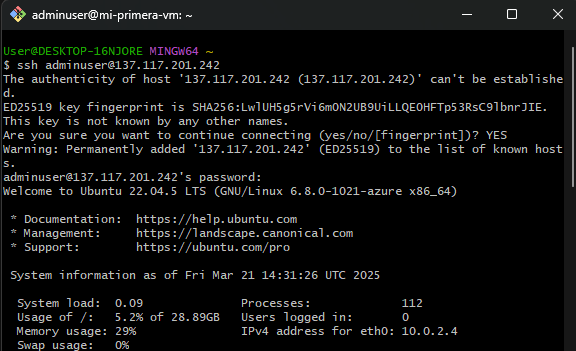 adminuser@mi-primera-vm: ~
User@DESKTOP-16NJORE MINGW64 ~
$ ssh adminuser@137.117.201.242
The authenticity of host '137.117.201.242 (137.117.201.242)' can't be establishe
d.
ED25519 key fingerprint is SHA256:LwlUH5g5rVi6mON2UB9UiLLQEOHFTp53RsC9lbnrJIE.
This key is not known by any other names.
Are you sure you want to continue connecting (yes/no/[fingerprint])? YES
Warning: Permanently added '137.117.201.242' (ED25519) to the list of known host
s.
adminuser@137.117.201.242's password:
Welcome to Ubuntu 22.04.5 LTS (GNU/Linux 6.8.0-1021-azure x86_64)
* Documentation:  https://help.ubuntu.com
* Management:     https://landscape.canonical.com
* Support:        https://ubuntu.com/pro
System information as of Fri Mar 21 14:31:26 UTC 2025
System load:  0.09               Processes:             112
Usage of /:   5.2% of 28.89GB   Users logged in:       0
Memory usage: 29%                IPv4 address for eth0: 10.0.2.4
Swap usage:   0%